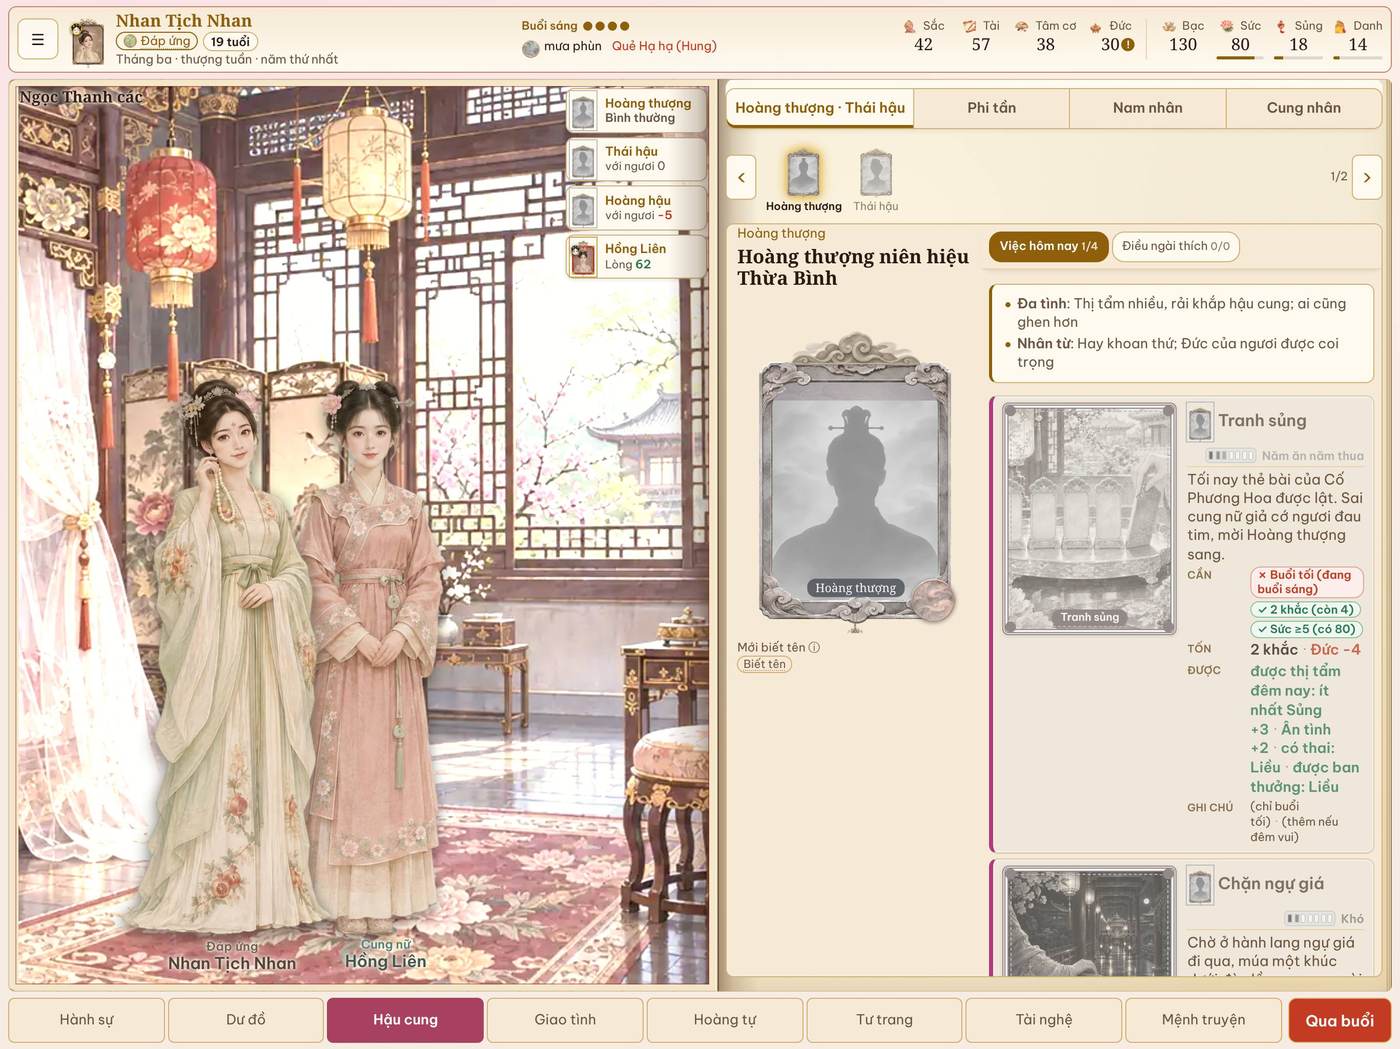 Nhan Tịch Nhan
Đáp ứng
19 tuổi
Tháng ba · thượng tuần · năm thứ nhất
Buổi sáng
mưa phùn
Quẻ Hạ hạ (Hung)
Sắc
42
Tài
57
Tâm cơ
38
Đức
30
Bạc
130
Sức
80
Sủng
18
Danh
14
Ngọc Thanh các
Hoàng thượng
Bình thường
Thái hậu
với ngươi 0
Hoàng hậu
với ngươi -5
Hồng Liên
Lòng 62
Đáp ứng
Nhan Tịch Nhan
Cung nữ
Hồng Liên
Hoàng thượng · Thái hậu
Phi tần
Nam nhân
Cung nhân
Hoàng thượng
Thái hậu
1/2
Hoàng thượng
Hoàng thượng niên hiệu
Thừa Bình
Hoàng thượng
Mới biết tên ⓘ
Biết tên
Việc hôm nay 1/4
Điều ngài thích 0/0
• Đa tình: Thị tẩm nhiều, rải khắp hậu cung; ai cũng
ghen hơn
• Nhân từ: Hay khoan thứ; Đức của ngươi được coi
trọng
Tranh sủng
Tranh sủng
Năm ăn năm thua
Tối nay thẻ bài của Cố
Phương Hoa được lật. Sai
cung nữ giả cớ ngươi đau
tim, mời Hoàng thượng
sang.
CẦN
× Buổi tối (đang
buổi sáng)
✓ 2 khắc (còn 4)
✓ Sức ≥5 (có 80)
TỐN
2 khắc · Đức -4
ĐƯỢC
được thị tẩm
đêm nay: ít
nhất Sủng
+3 · Ân tình
+2 · có thai:
Liều · được ban
thưởng: Liều
GHI CHÚ
(chỉ buổi
tối) · (thêm nếu
đêm vui)
Chặn ngự giá
Khó
Chờ ở hành lang ngự giá
đi qua, múa một khúc
Hành sự
Dư đồ
Hậu cung
Giao tình
Hoàng tự
Tư trang
Tài nghệ
Mệnh truyện
Qua buổi